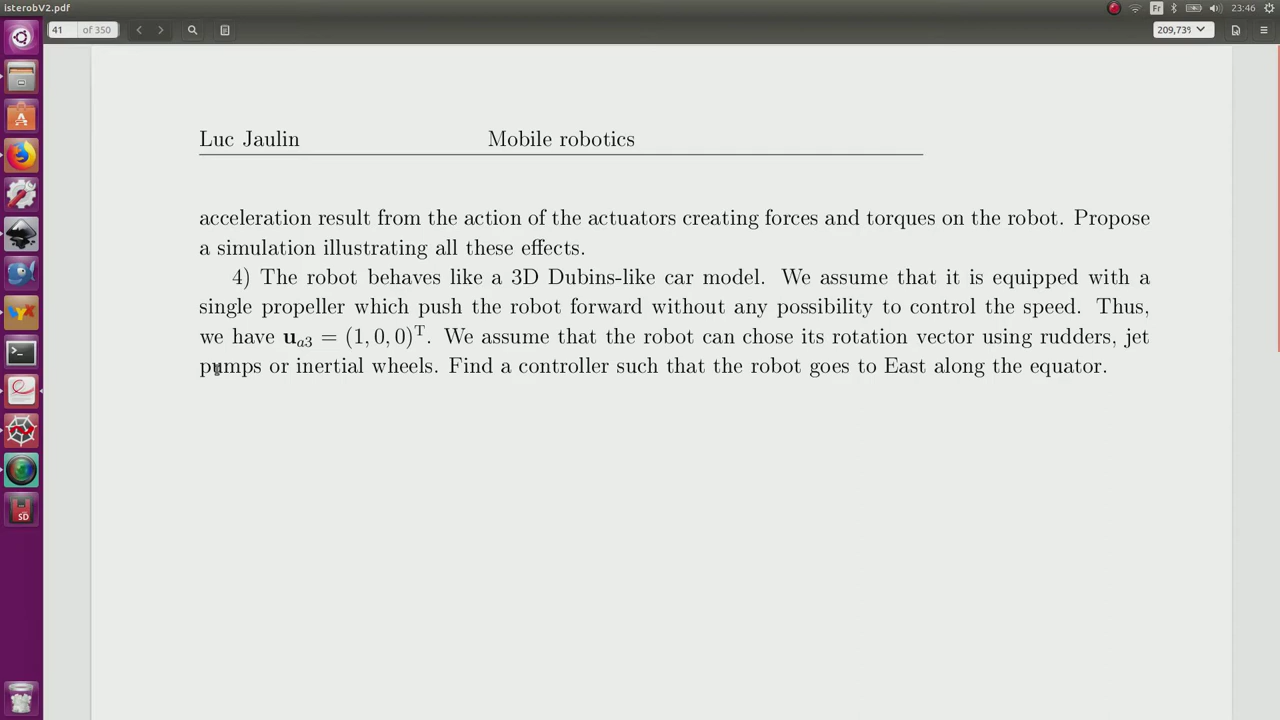 isterobV2.pdf
Fr 23:46
41 of 350
209,73%
Luc Jaulin Mobile robotics
acceleration result from the action of the actuators creating forces and torques on the robot. Propose
a simulation illustrating all these effects.
4) The robot behaves like a 3D Dubins-like car model. We assume that it is equipped with a
single propeller which push the robot forward without any possibility to control the speed. Thus,
we have u_{a3} = (1, 0, 0)^T. We assume that the robot can chose its rotation vector using rudders, jet
pumps or inertial wheels. Find a controller such that the robot goes to East along the equator.
SD